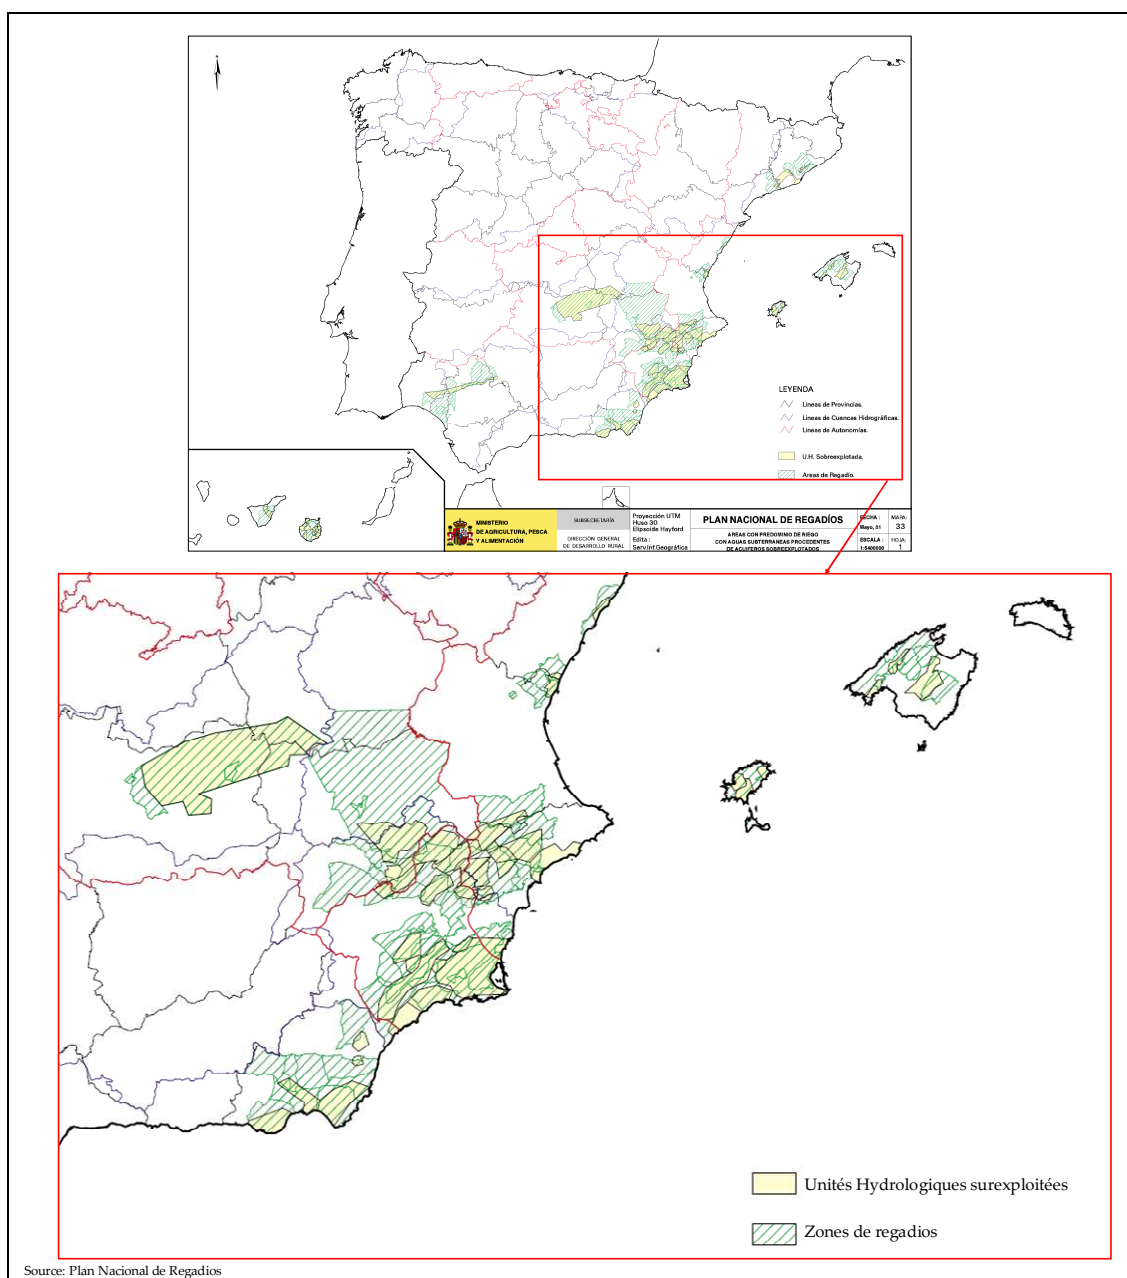 LEYENDA
Lineas de Provincias.
Lineas de Cuencas Hidrográficas.
Lineas de Autonomías.
U.H. Sobreexplotada.
Areas de Regadío.
MINISTERIO
DE AGRICULTURA, PESCA
Y ALIMENTACIÓN
SUBSECRETARÍA
DIRECCIÓN GENERAL
DE DESARROLLO RURAL
Proyección UTM
Huso 30
Elipsoide Hayford
Edita :
Serv.Inf.Geográfica
PLAN NACIONAL DE REGADÍOS
AREAS CON PREDOMINIO DE RIEGO
CON AGUAS SUBTERRANEAS PROCEDENTES
DE ACUIFEROS SOBREEXPLOTADOS
FECHA :
Mayo, 01
ESCALA :
1:5400000
MAPA:
33
HOJA:
1
Unités Hydrologiques surexploitées
Zones de regadios
Source: Plan Nacional de Regadios